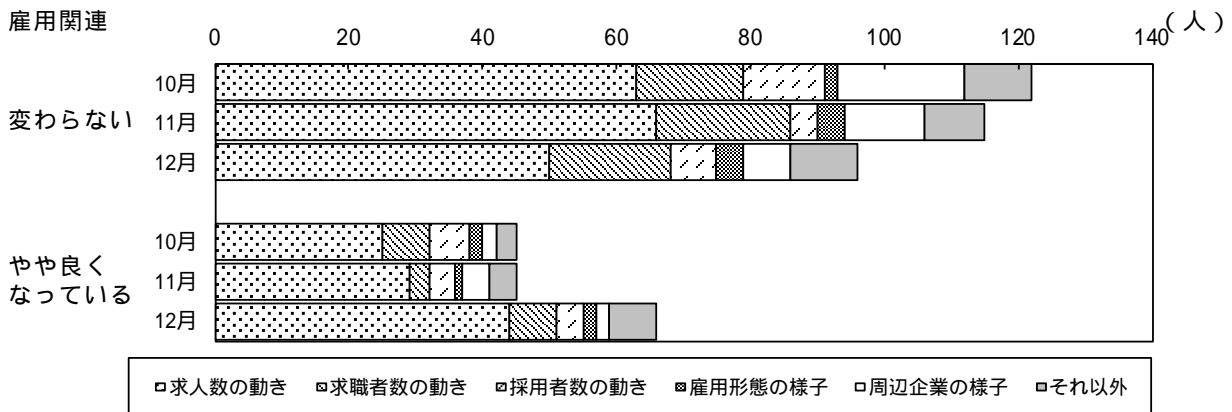 雇用関連
(人)
0 20 40 60 80 100 120 140
変わらない
10月
11月
12月
やや良く
なっている
10月
11月
12月
求人数の動き 求職者数の動き 採用者数の動き 雇用形態の様子 周辺企業の様子 それ以外